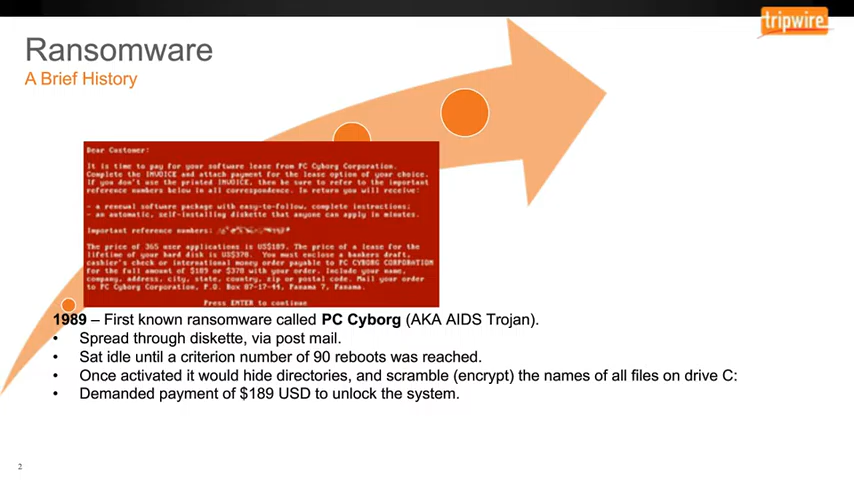 tripwire
Ransomware
A Brief History
Dear Customer:
It is time to pay for your software lease from PC Cyborg Corporation.
Complete the INVOICE and attach payment for the lease option of your choice.
If you don't use the printed INVOICE, then be sure to refer to the important
reference numbers below in all correspondence. In return you will receive:
- a renewal software package with easy-to-follow, complete instructions;
- an automatic, self-installing diskette that anyone can apply in minutes.
Important reference numbers:
The price of 365 user applications is US$189. The price of a lease for the
lifetime of your hard disk is US$378. You must enclose a bankers draft,
cashier's check or international money order payable to PC CYBORG CORPORATION
for the full amount of $189 or $378 with your order. Include your name,
company, address, city, state, country, zip or postal code. Mail your order
to PC Cyborg Corporation, P.O. Box 87-17-44, Panama 7, Panama.
Press ENTER to continue
1989 – First known ransomware called PC Cyborg (AKA AIDS Trojan).
• Spread through diskette, via post mail.
• Sat idle until a criterion number of 90 reboots was reached.
• Once activated it would hide directories, and scramble (encrypt) the names of all files on drive C:
• Demanded payment of $189 USD to unlock the system.
2